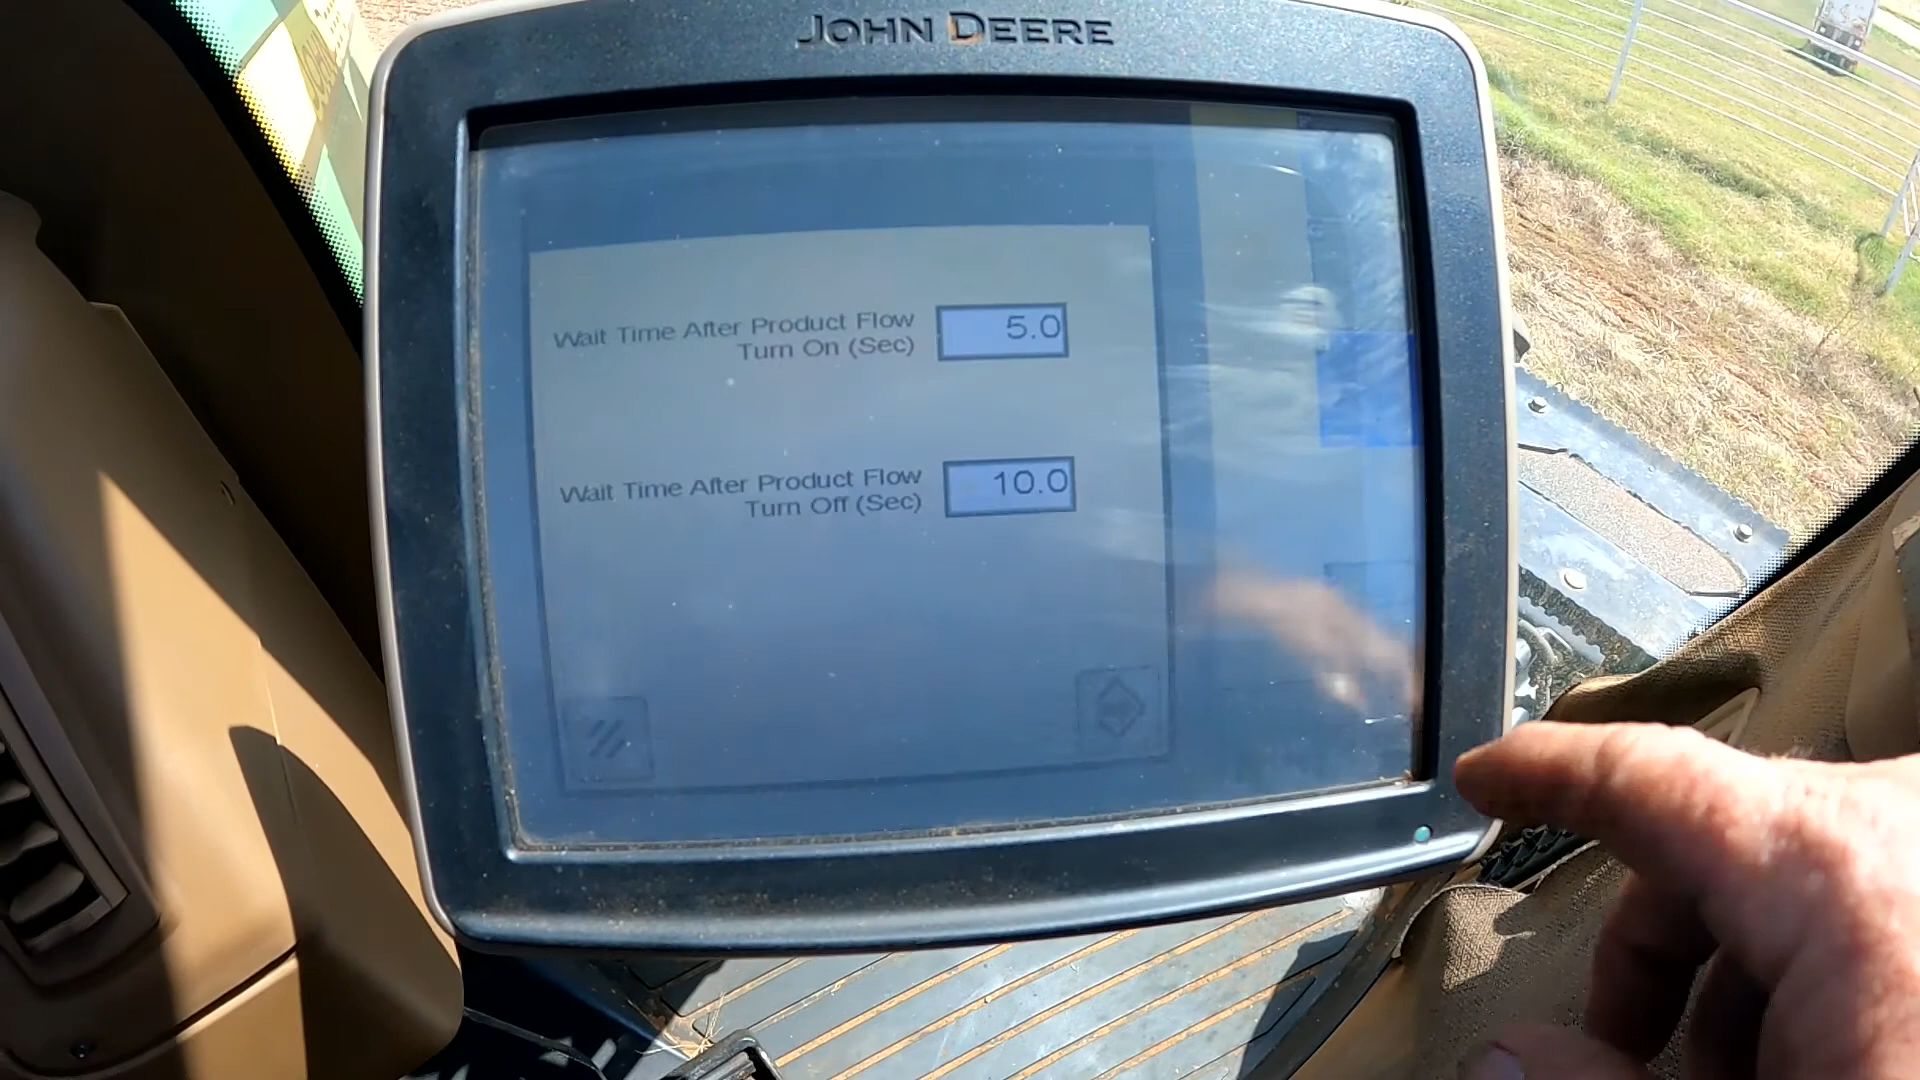 JOHN DEERE
Wait Time After Product Flow
Turn On (Sec)
5.0
Wait Time After Product Flow
Turn Off (Sec)
10.0